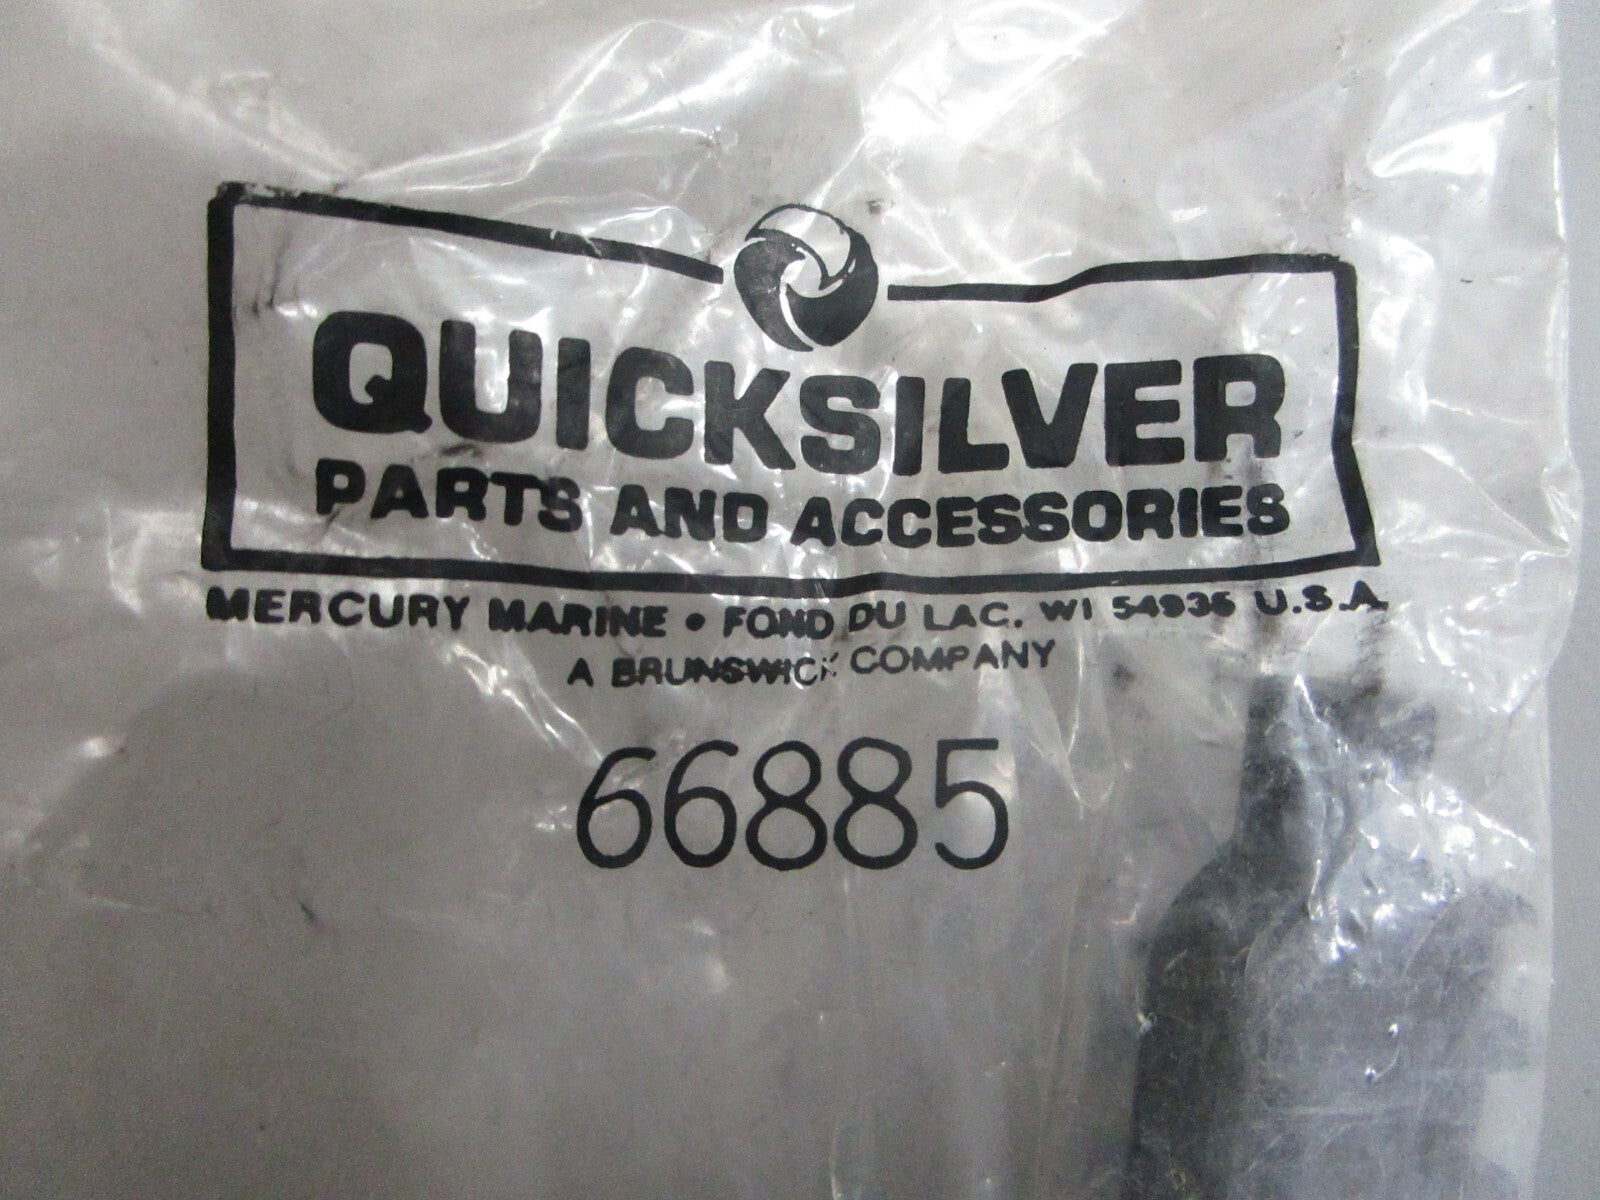 QUICKSILVER
PARTS AND ACCESSORIES
MERCURY MARINE • FOND DU LAC, WI 54935 U.S.A.
A BRUNSWICK COMPANY
66885